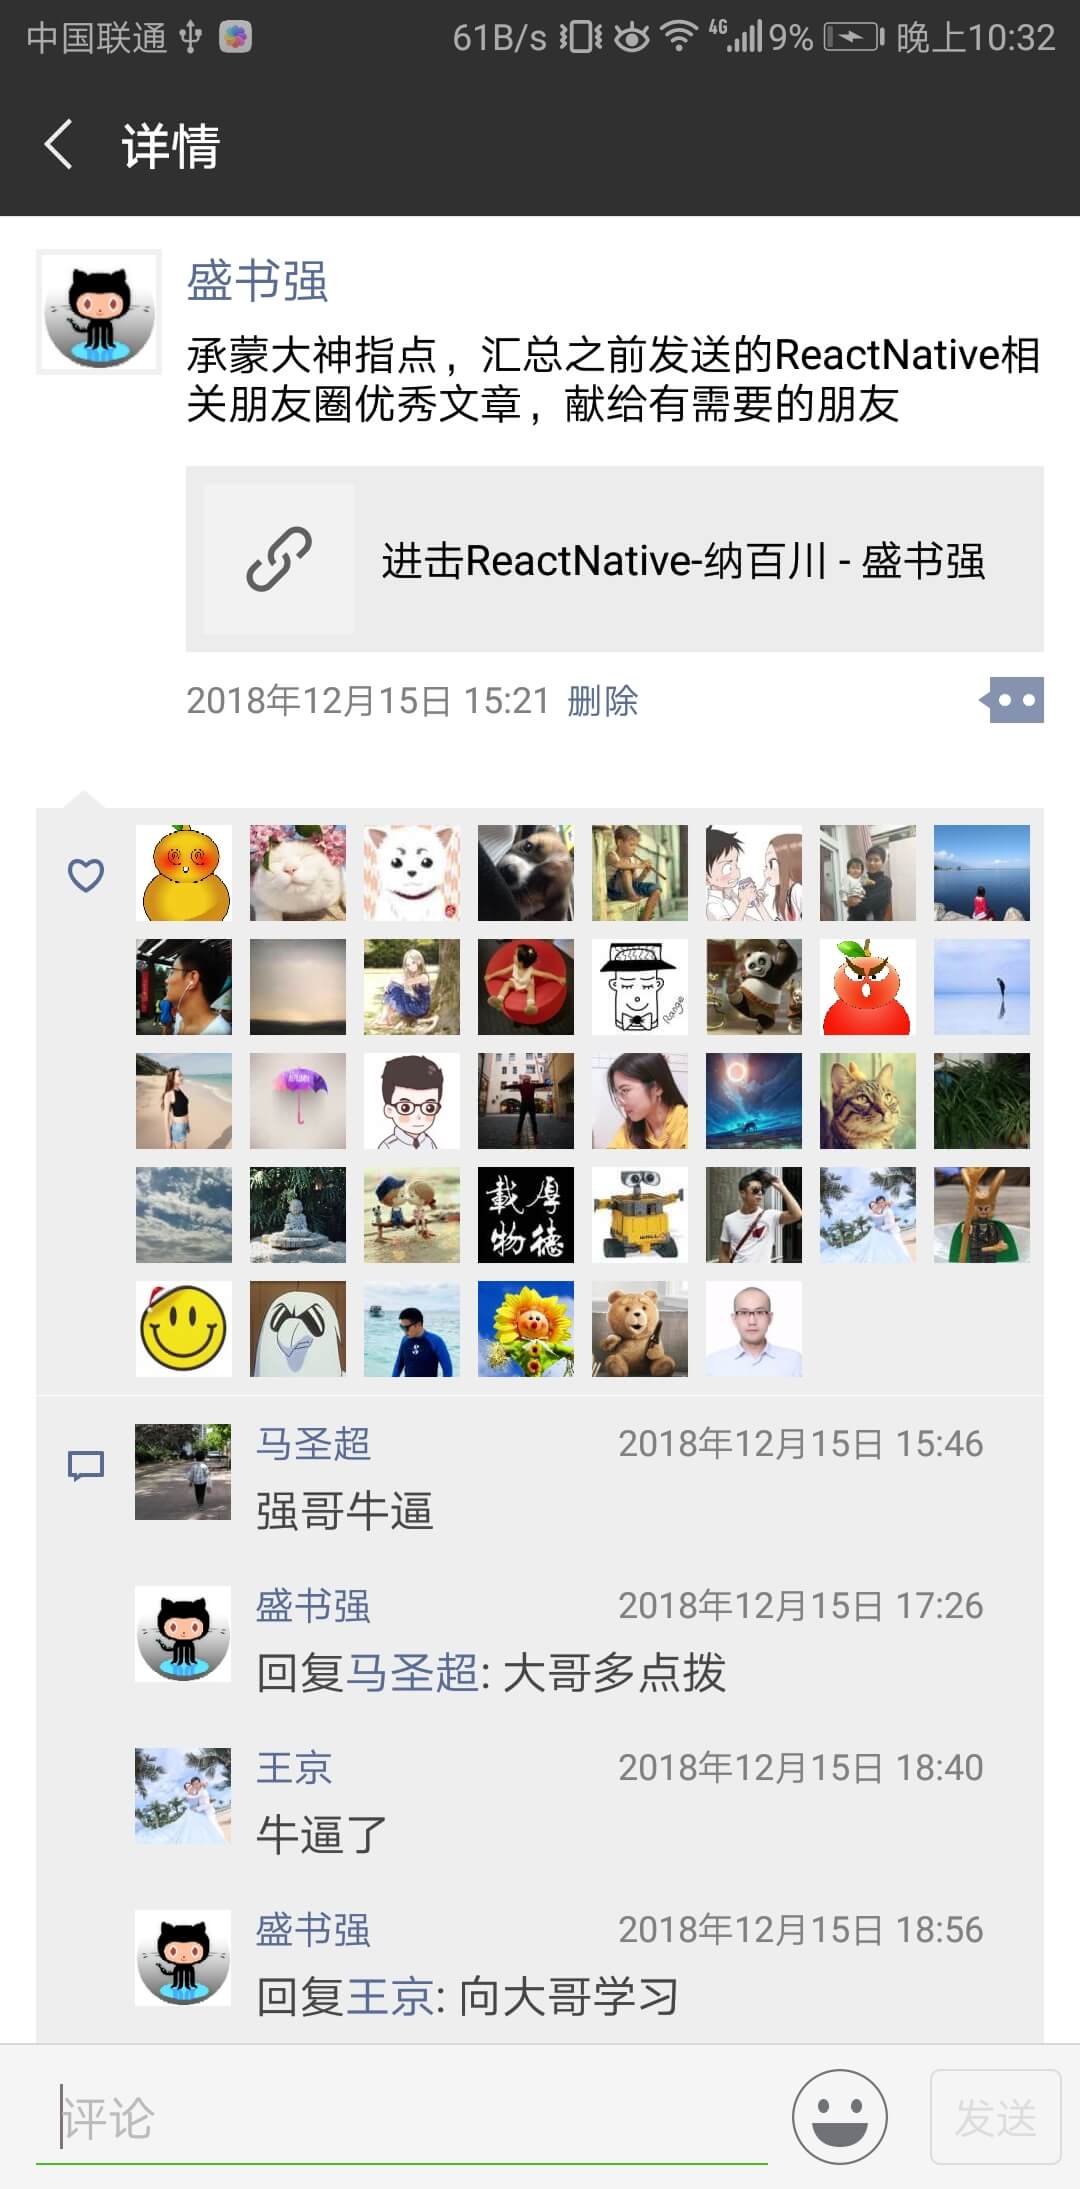 中国联通 61B/s 4G 9% 晚上10:32
详情
盛书强
承蒙大神指点，汇总之前发送的ReactNative相
关朋友圈优秀文章，献给有需要的朋友
进击ReactNative-纳百川 - 盛书强
2018年12月15日 15:21 删除
Range
載厚
物德
马圣超 2018年12月15日 15:46
强哥牛逼
盛书强 2018年12月15日 17:26
回复马圣超: 大哥多点拨
王京 2018年12月15日 18:40
牛逼了
盛书强 2018年12月15日 18:56
回复王京: 向大哥学习
评论 发送